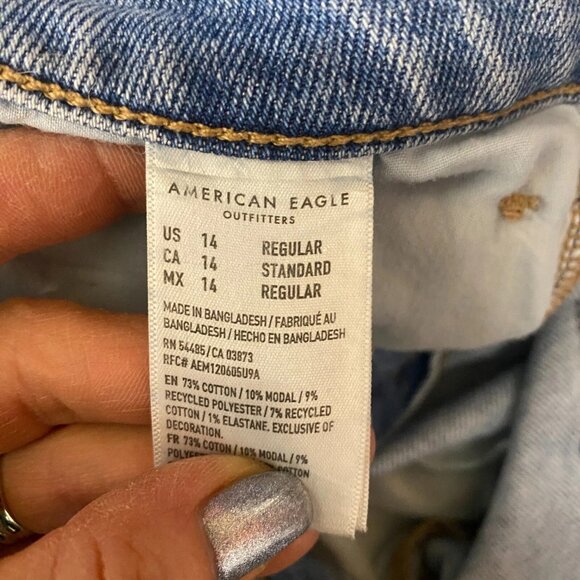 AMERICAN EAGLE
OUTFITTERS
US 14 REGULAR
CA 14 STANDARD
MX 14 REGULAR
MADE IN BANGLADESH / FABRIQUÉ AU
BANGLADESH / HECHO EN BANGLADESH
RN 54485 / CA 03873
RFC# AEM120605U9A
EN 73% COTTON / 10% MODAL / 9%
RECYCLED POLYESTER / 7% RECYCLED
COTTON / 1% ELASTANE. EXCLUSIVE OF
DECORATION.
FR 73% COTON / 10% MODAL / 9%
POLYES
COTTON